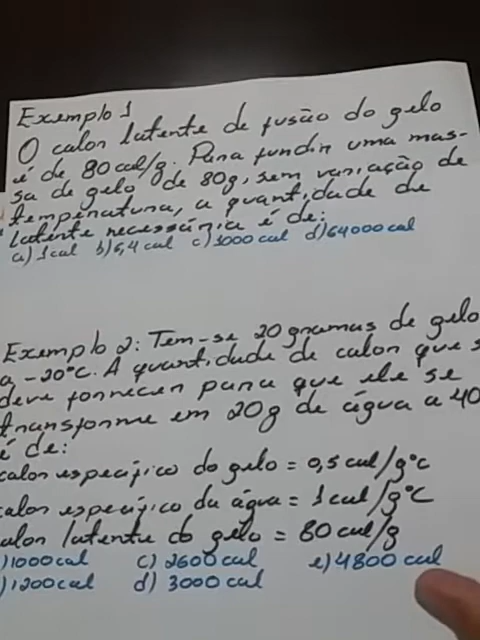 Exemplo 1
O calor latente de fusão do gelo
é de 80 cal/g. Para fundir uma mas-
sa de gelo de 80g, sem variação de
temperatura, a quantidade de
latente necessária é de:
a) 1 cal b) 6,4 cal c) 1000 cal d) 64000 cal
Exemplo 2: Tem-se 20 gramas de gelo
a -20°C. A quantidade de calor que s
deve fornecer para que ele se
transforme em 20g de água a 40
é de:
calor específico do gelo = 0,5 cal/g°C
calor específico da água = 1 cal/g°C
calor latente do gelo = 80 cal/g
) 1000 cal c) 2600 cal e) 4800 cal
) 1200 cal d) 3000 cal